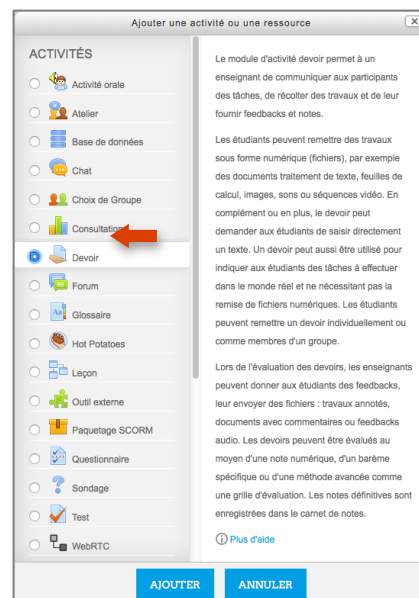 Ajouter une activité ou une ressource
x
ACTIVITÉS
Activité orale
Atelier
Base de données
Chat
Choix de Groupe
Consultation
Devoir
Forum
Glossaire
Hot Potatoes
Leçon
Outil externe
Paquetage SCORM
Questionnaire
Sondage
Test
WebRTC
Le module d'activité devoir permet à un
enseignant de communiquer aux participants
des tâches, de récolter des travaux et de leur
fournir feedbacks et notes.
Les étudiants peuvent remettre des travaux
sous forme numérique (fichiers), par exemple
des documents traitement de texte, feuilles de
calcul, images, sons ou séquences vidéo. En
complément ou en plus, le devoir peut
demander aux étudiants de saisir directement
un texte. Un devoir peut aussi être utilisé pour
indiquer aux étudiants des tâches à effectuer
dans le monde réel et ne nécessitant pas la
remise de fichiers numériques. Les étudiants
peuvent remettre un devoir individuellement ou
comme membres d'un groupe.
Lors de l'évaluation des devoirs, les enseignants
peuvent donner aux étudiants des feedbacks,
leur envoyer des fichiers : travaux annotés,
documents avec commentaires ou feedbacks
audio. Les devoirs peuvent être évalués au
moyen d'une note numérique, d'un barème
spécifique ou d'une méthode avancée comme
une grille d'évaluation. Les notes définitives sont
enregistrées dans le carnet de notes.
Plus d'aide
AJOUTER
ANNULER